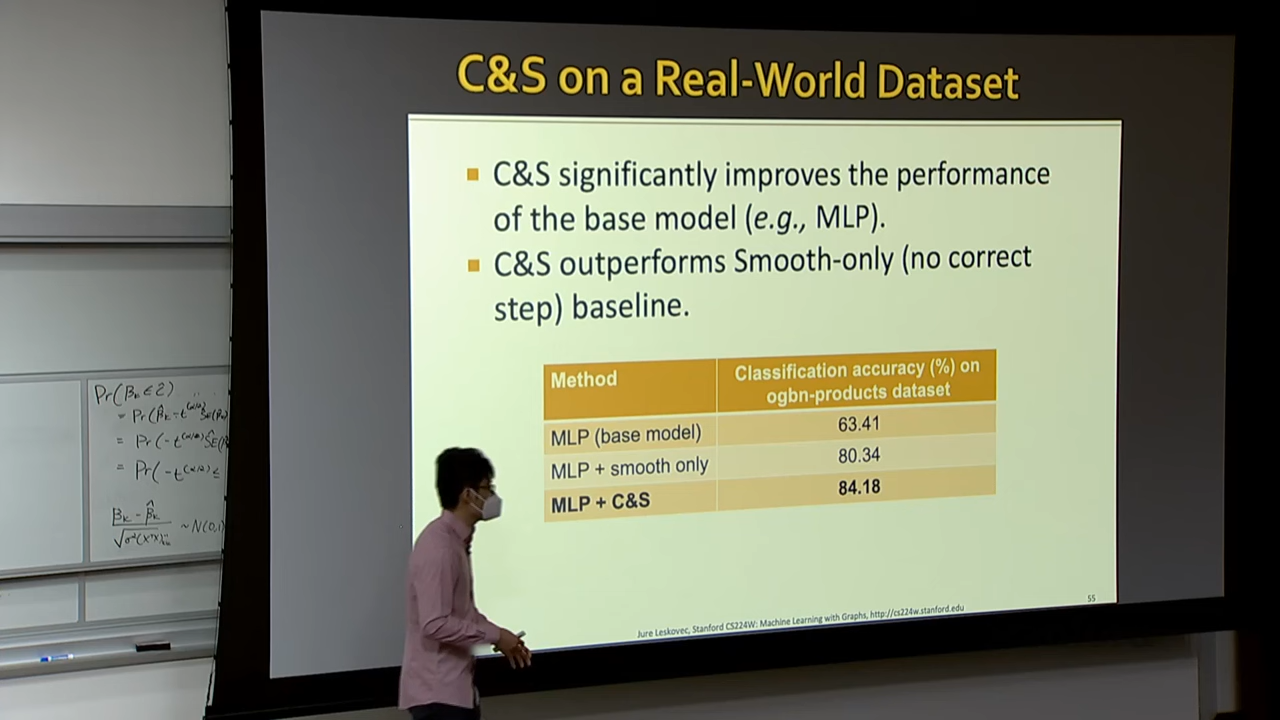 C&S on a Real-World Dataset
■ C&S significantly improves the performance
of the base model (e.g., MLP).
■ C&S outperforms Smooth-only (no correct
step) baseline.
Method
Classification accuracy (%) on
ogbn-products dataset
MLP (base model) 63.41
MLP + smooth only 80.34
MLP + C&S 84.18
55
Jure Leskovec, Stanford CS224W: Machine Learning with Graphs, http://cs224w.stanford.edu
Pr(βk ≤ 2)
= Pr(
= Pr(-t^(α/2)
= Pr(-t^(α/2) ≤
βk - β̂k
~ N(0,1